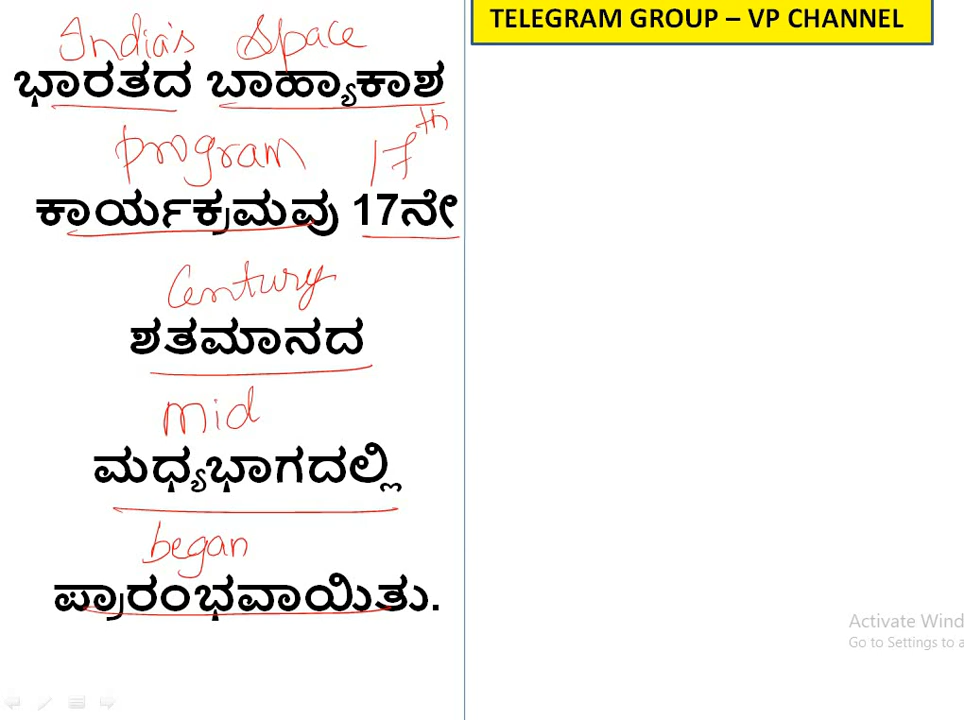 India's Space
ಭಾರತದ ಬಾಹ್ಯಾಕಾಶ
program 17th
ಕಾರ್ಯಕ್ರಮವು 17ನೇ
Century
ಶತಮಾನದ
mid
ಮಧ್ಯಭಾಗದಲ್ಲಿ
began
ಪ್ರಾರಂಭವಾಯಿತು.
TELEGRAM GROUP – VP CHANNEL
Activate Wind
Go to Settings to a